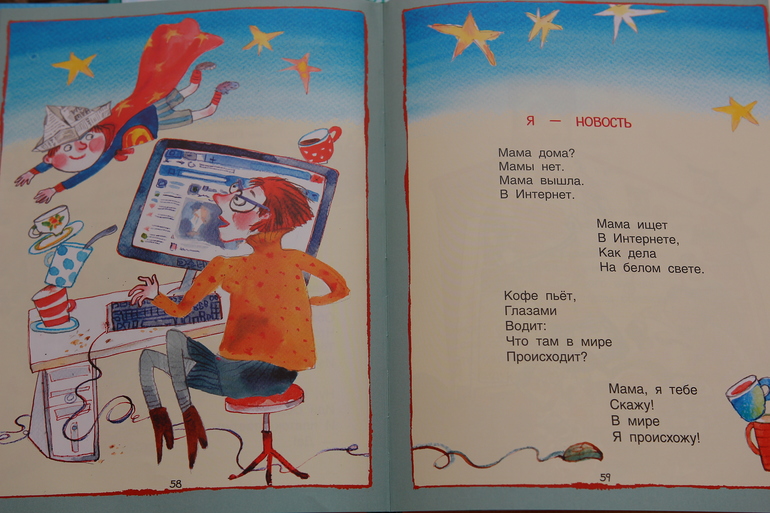 58
Я — НОВОСТЬ
Мама дома?
Мамы нет.
Мама вышла.
В Интернет.
Мама ищет
В Интернете,
Как дела
На белом свете.
Кофе пьёт,
Глазами
Водит:
Что там в мире
Происходит?
Мама, я тебе
Скажу!
В мире
Я происхожу!
59